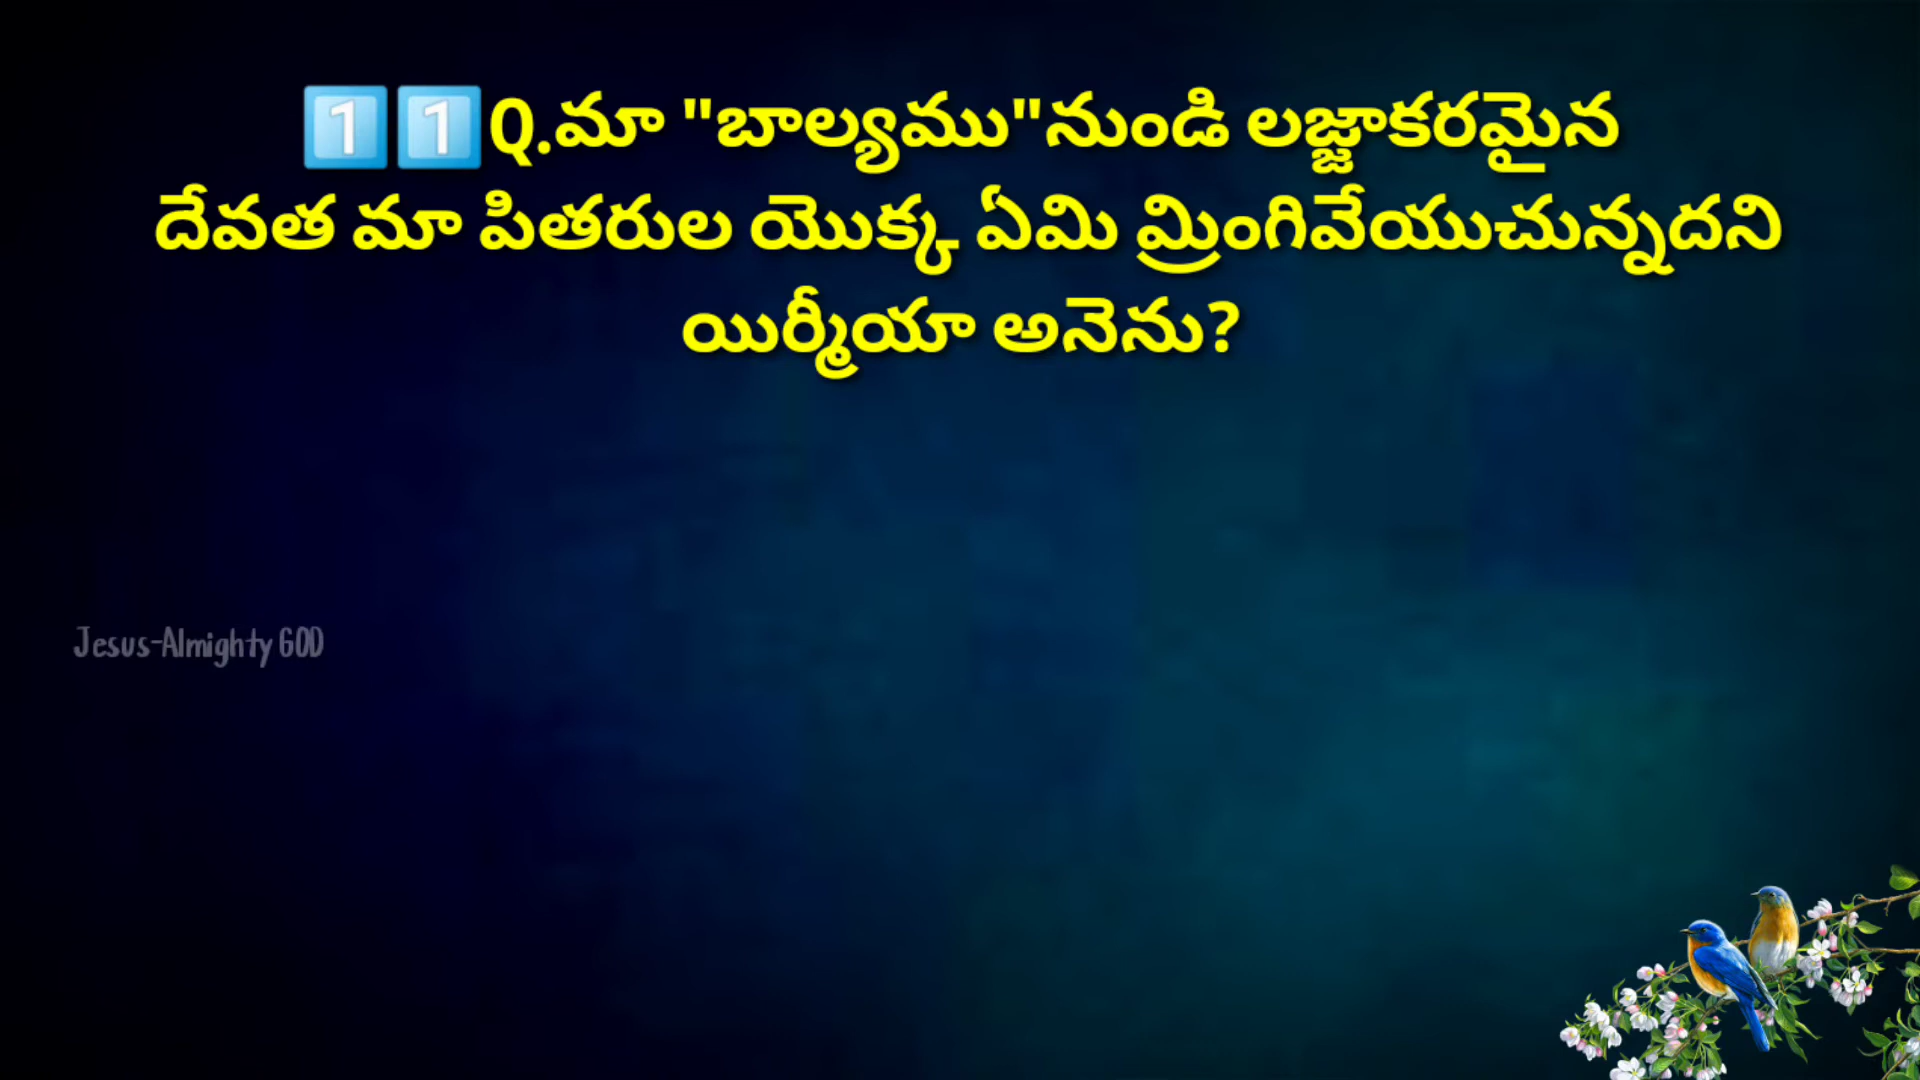 1️⃣1️⃣Q.మా "బాల్యము"నుండి లజ్జాకరమైన
దేవత మా పితరుల యొక్క ఏమి మ్రింగివేయుచున్నదని
యిర్మీయా అనెను?
Jesus-Almighty GOD